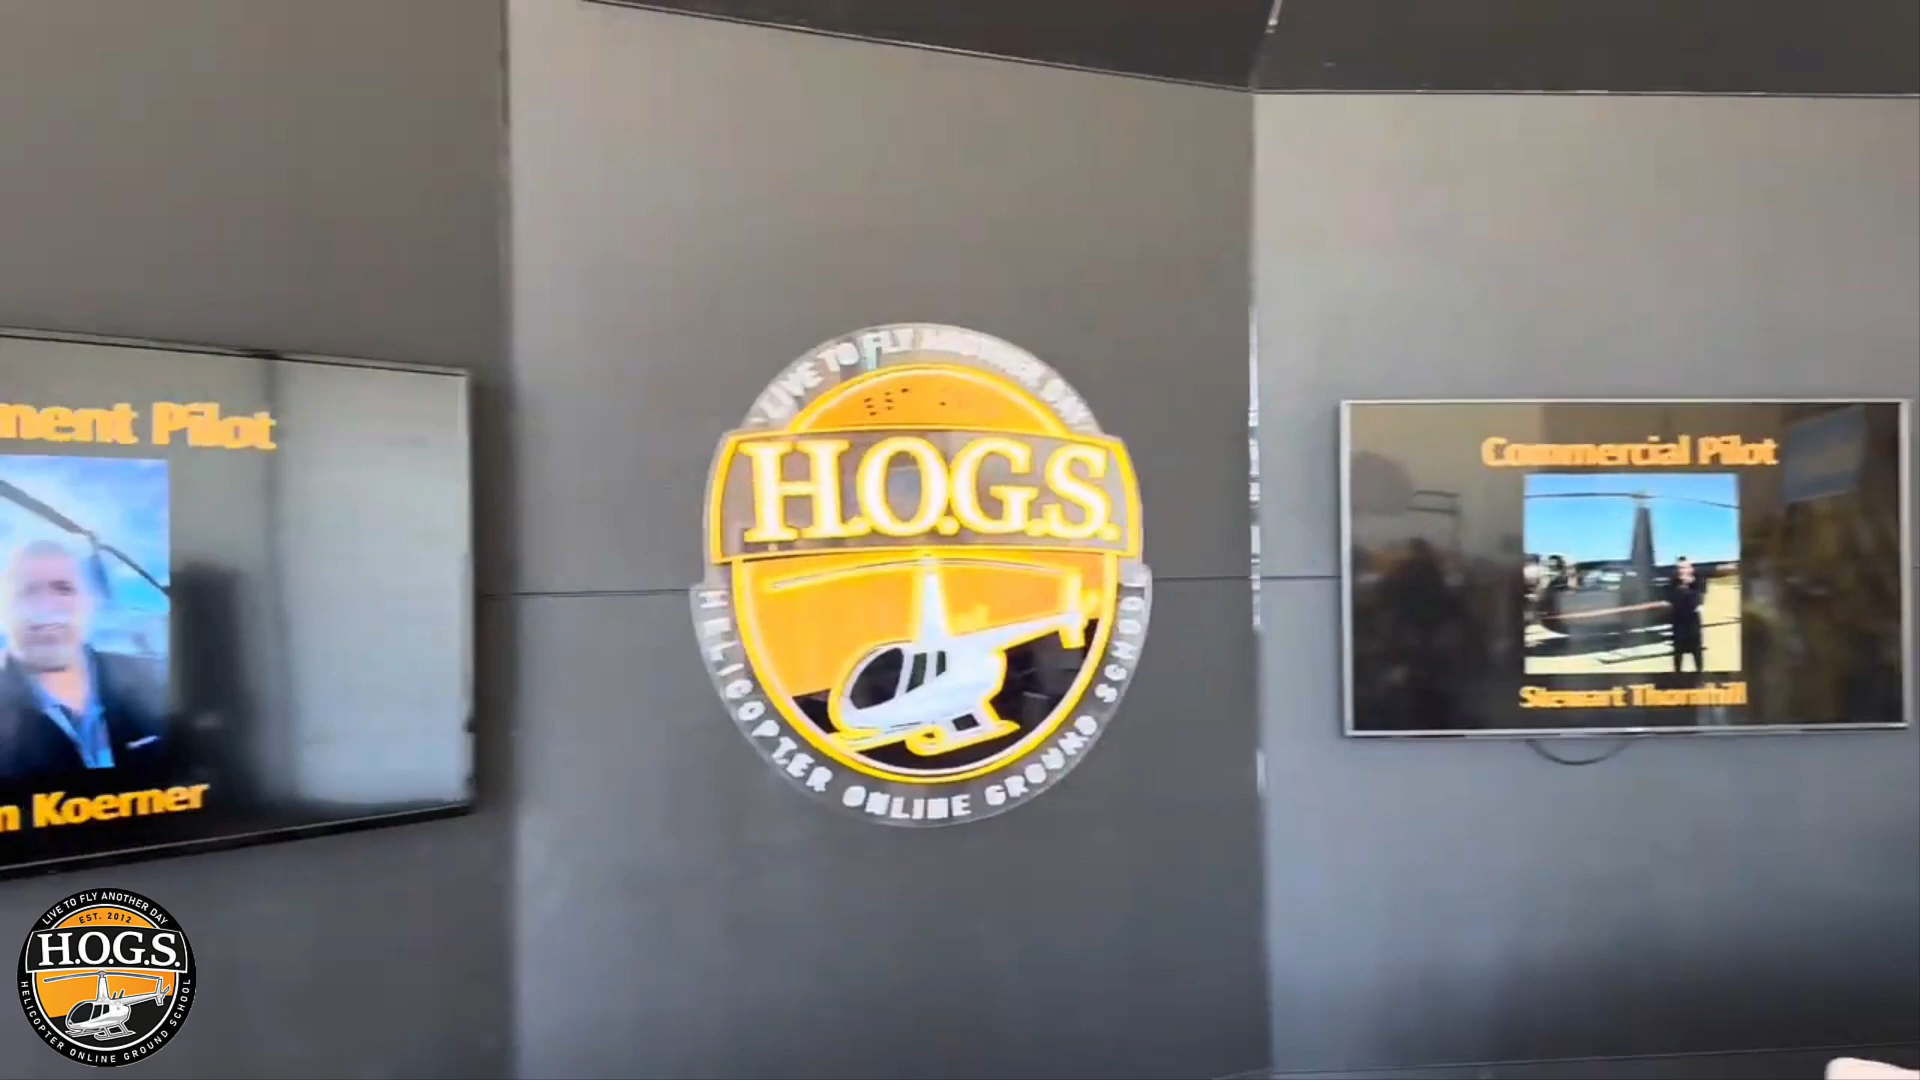 ment Pilot
n Koerner
LIVE TO FLY ANOTHER DAY
EST.
H.O.G.S.
HELICOPTER ONLINE GROUND SCHOOL
Commercial Pilot
Stewart Thornhill
LIVE TO FLY ANOTHER DAY
EST. 2012
H.O.G.S.
HELICOPTER ONLINE GROUND SCHOOL